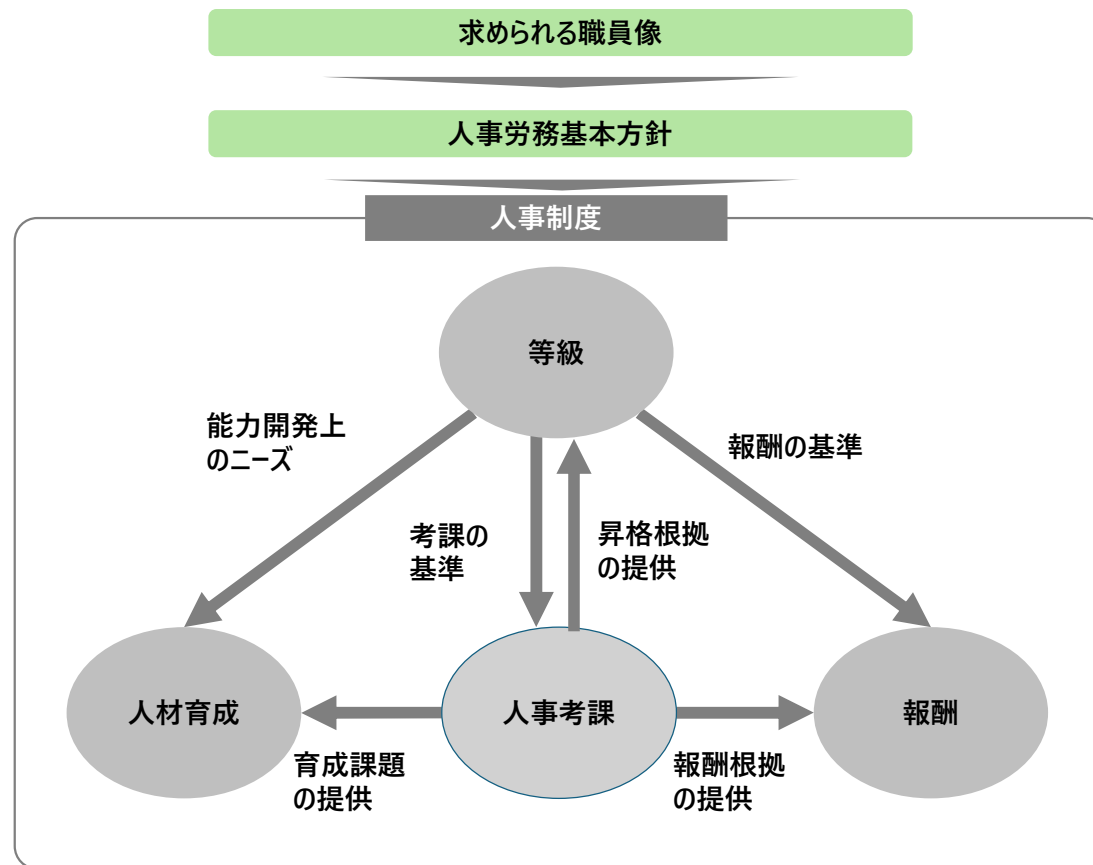 求められる職員像
人事労務基本方針
人事制度
等級
能力開発上
のニーズ
報酬の基準
考課の
基準
昇格根拠
の提供
人材育成
人事考課
報酬
育成課題
の提供
報酬根拠
の提供